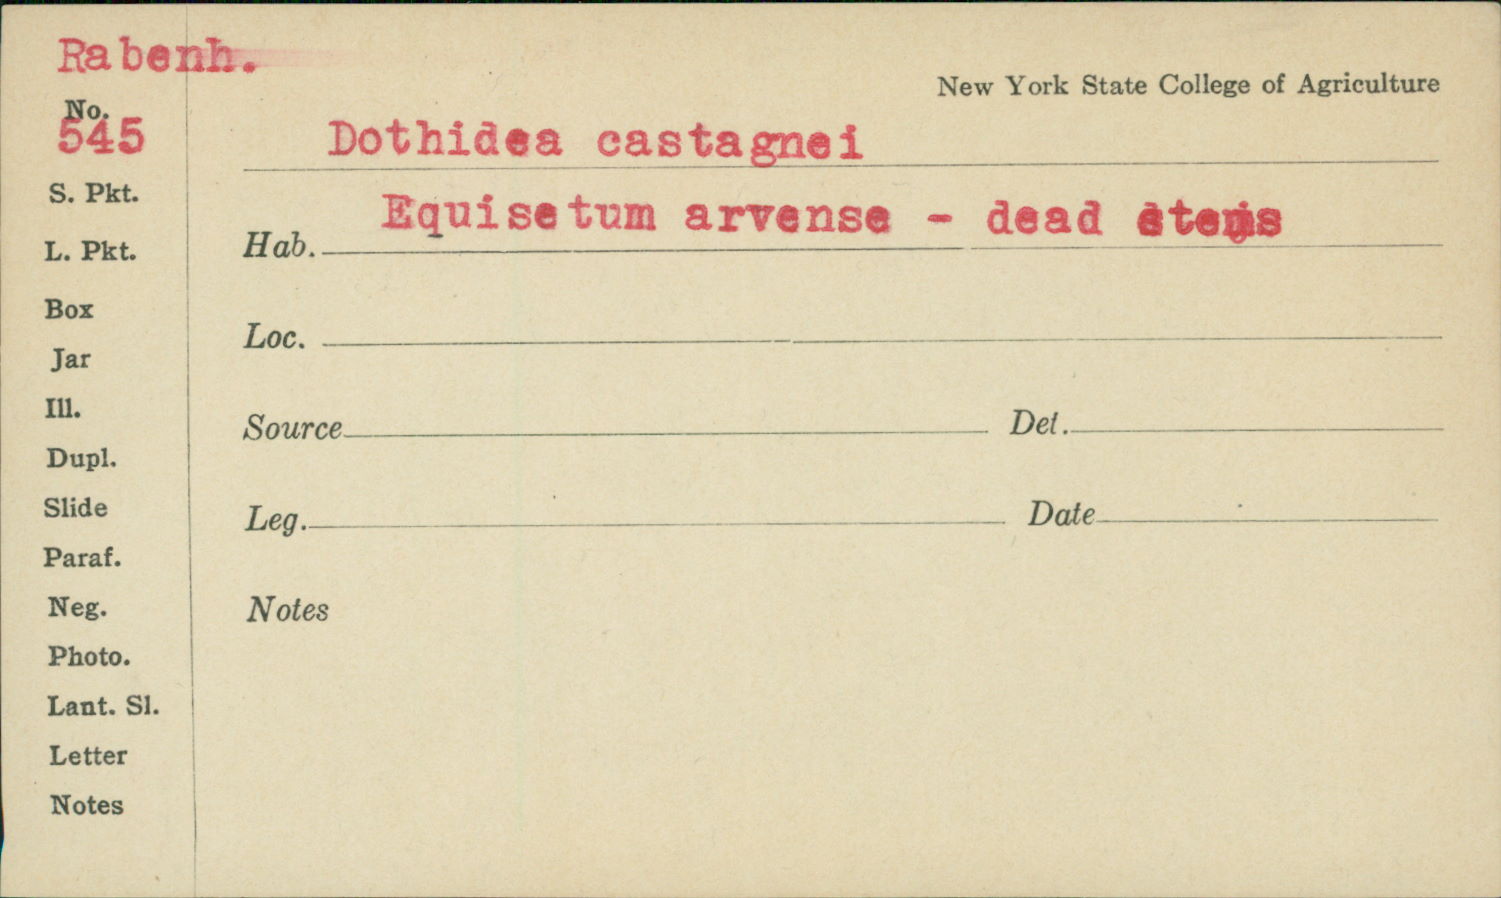 Rabenh.
New York State College of Agriculture
No.
545
Dothidea castagnei
S. Pkt.
Equisetum arvense - dead stems
Hab.
L. Pkt.
Box
Loc.
Jar
Ill.
Source Det.
Dupl.
Slide
Leg. Date
Paraf.
Neg.
Notes
Photo.
Lant. Sl.
Letter
Notes